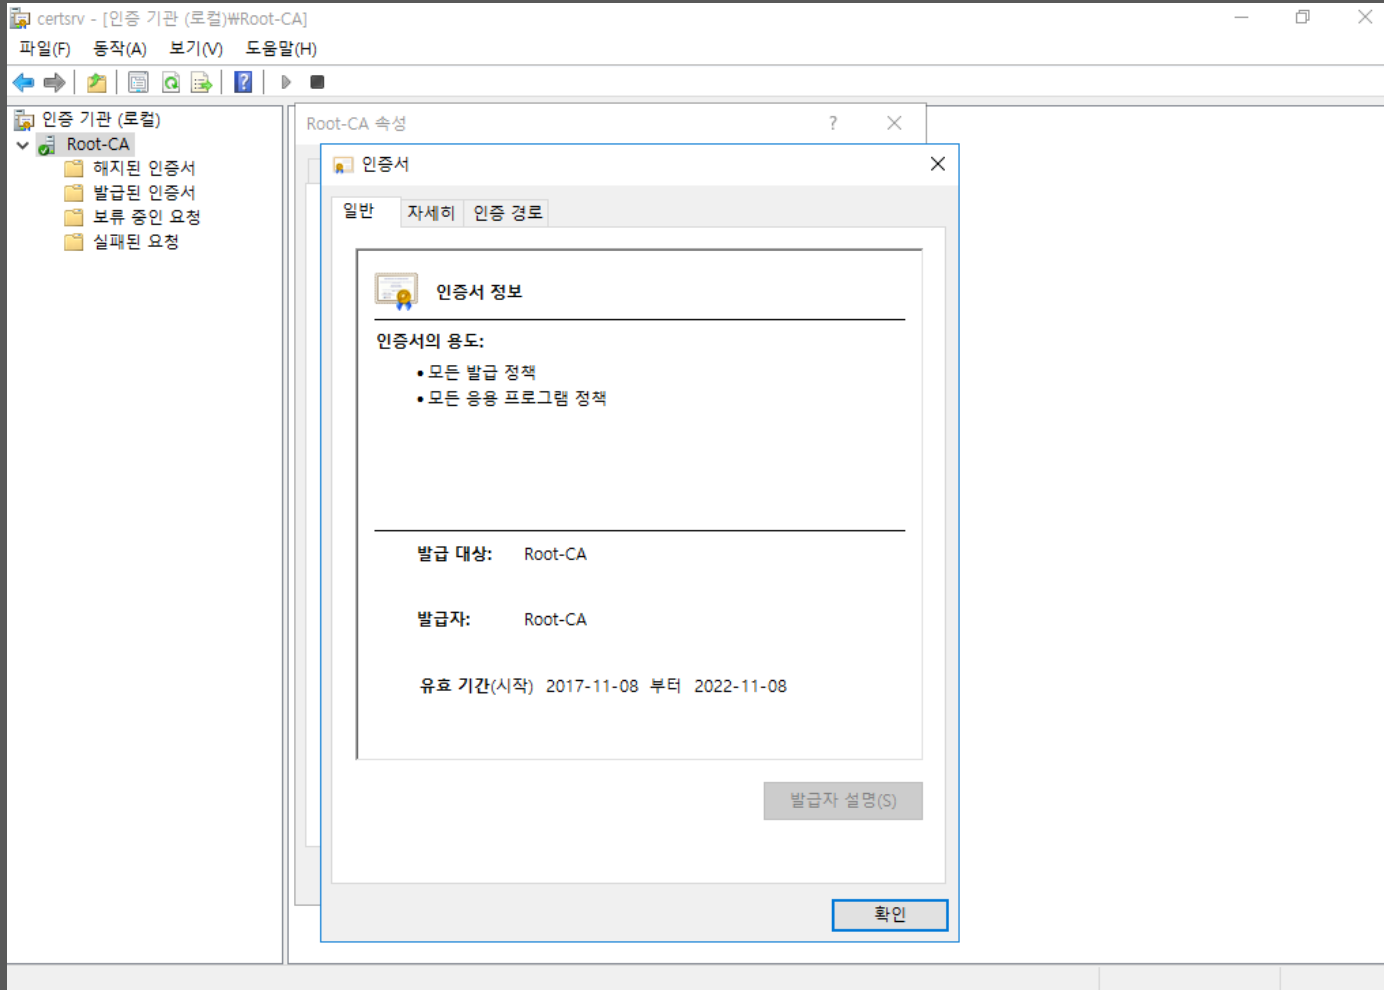 certsrv - [인증 기관 (로컬)₩Root-CA]
파일(F) 동작(A) 보기(V) 도움말(H)
인증 기관 (로컬)
Root-CA
해지된 인증서
발급된 인증서
보류 중인 요청
실패된 요청
Root-CA 속성
인증서
일반 자세히 인증 경로
인증서 정보
인증서의 용도:
• 모든 발급 정책
• 모든 응용 프로그램 정책
발급 대상: Root-CA
발급자: Root-CA
유효 기간(시작) 2017-11-08 부터 2022-11-08
발급자 설명(S)
확인